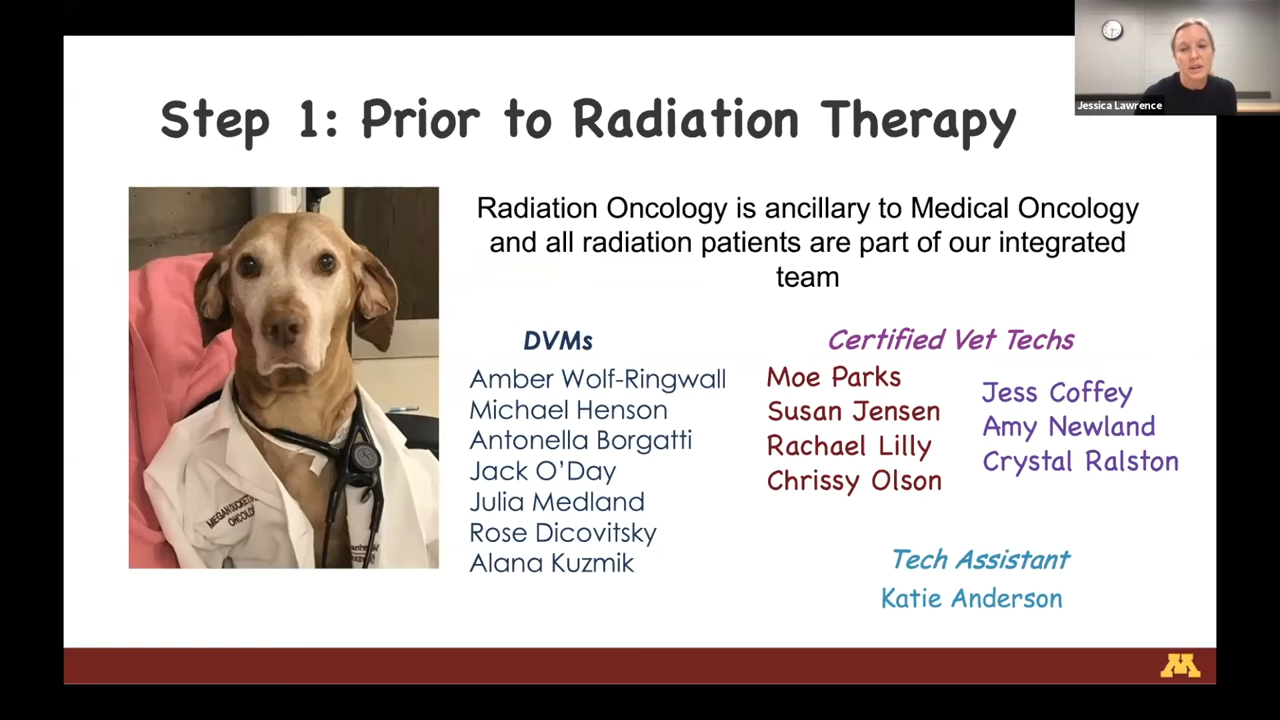 Jessica Lawrence
Step 1: Prior to Radiation Therapy
Radiation Oncology is ancillary to Medical Oncology
and all radiation patients are part of our integrated
team
DVMs
Amber Wolf-Ringwall
Michael Henson
Antonella Borgatti
Jack O'Day
Julia Medland
Rose Dicovitsky
Alana Kuzmik
Certified Vet Techs
Moe Parks
Susan Jensen
Rachael Lilly
Chrissy Olson
Jess Coffey
Amy Newland
Crystal Ralston
Tech Assistant
Katie Anderson
MEGAN
M